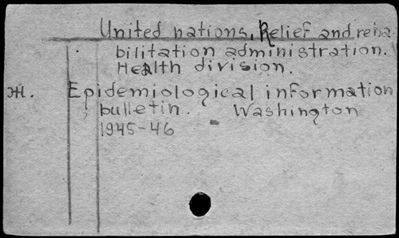 United nations, Relief and reha
bilitation administration.
Health division.
Ж. Epidemiological information
bulletin. Washington
1945-46